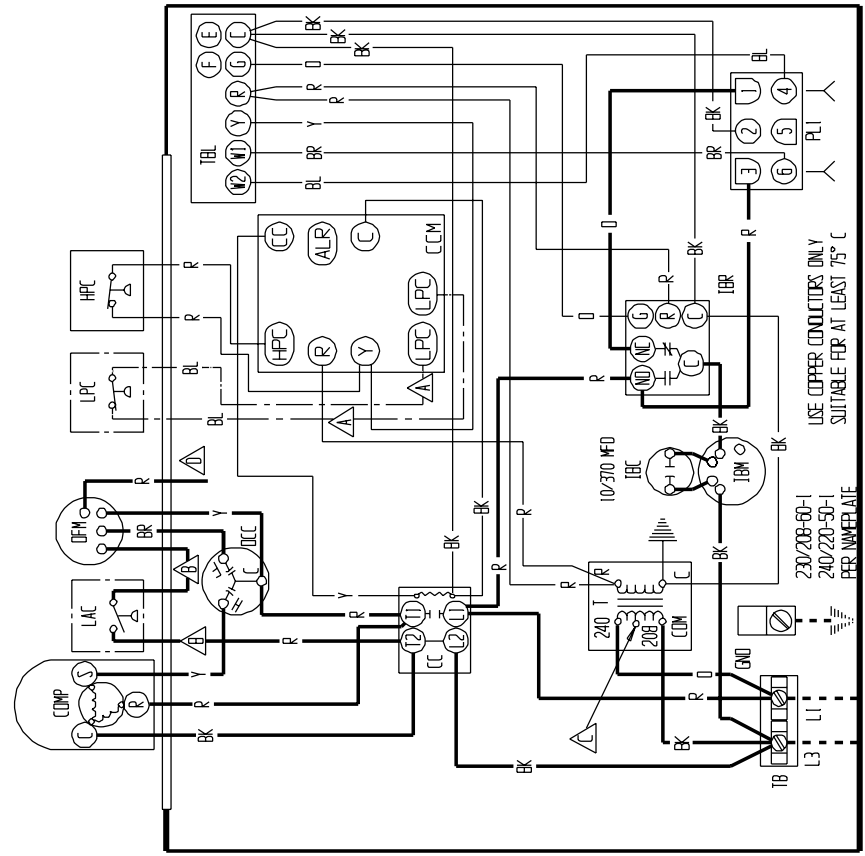 E
C
F
G
R
Y
W1
W2
TBL
BK
BK
BK
O
R
R
Y
BR
BL
BL
BK
BR
1
4
2
5
3
6
PL1
HPC
R
R
LPC
BL
BL
CC
ALR
C
CCM
HPC
R
Y
LPC
LPC
A
A
O
R
BK
R
O
G
R
C
IBR
NC
NO
C
R
BK
BK
USE COPPER CONDUCTORS ONLY
SUITABLE FOR AT LEAST 75° C
10/370 MFD
IBC
IBM
BK
230/208-60-1
240/220-50-1
PER NAMEPLATE
OFM
R
D
Y
BR
OCC
F
C
H
B
LAC
B
R
R
Y
BK
BK
R
R
R
T1
L1
T2
L2
CC
R
C
240
T
208
COM
C
GND
COMP
S
R
C
Y
R
BK
O
R
BK
BK
L1
L3
TB